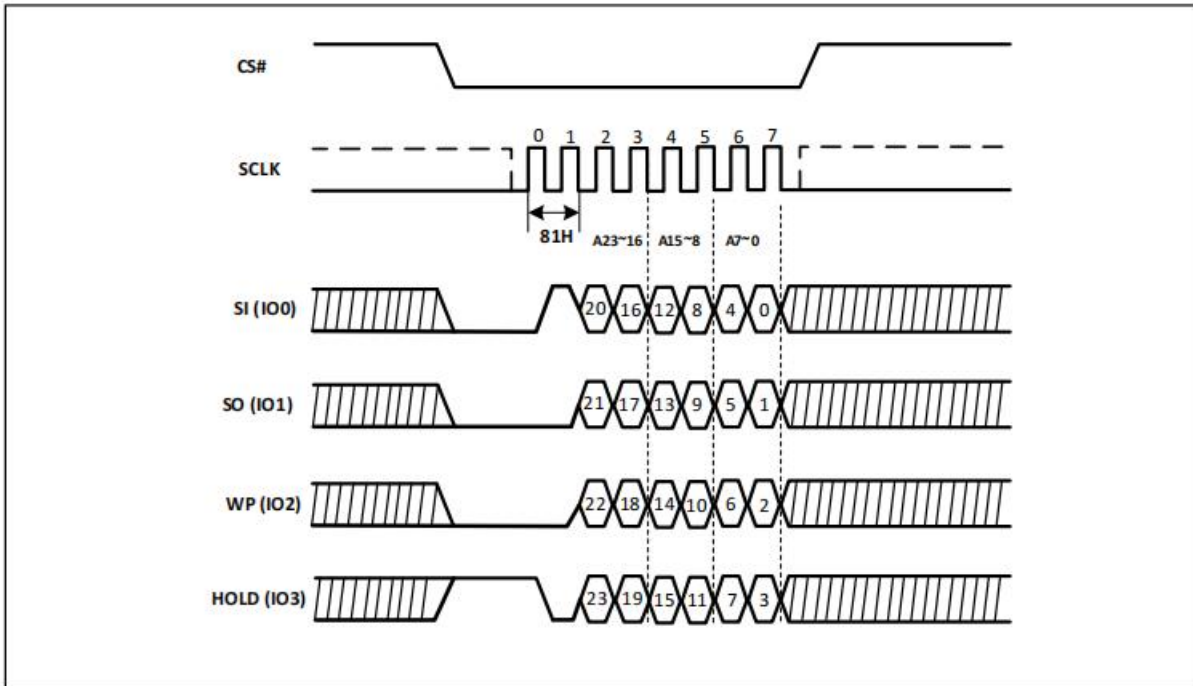 CS#
0 1 2 3 4 5 6 7
SCLK
81H A23~16 A15~8 A7~0
SI (IO0) 20 16 12 8 4 0
SO (IO1) 21 17 13 9 5 1
WP (IO2) 22 18 14 10 6 2
HOLD (IO3) 23 19 15 11 7 3